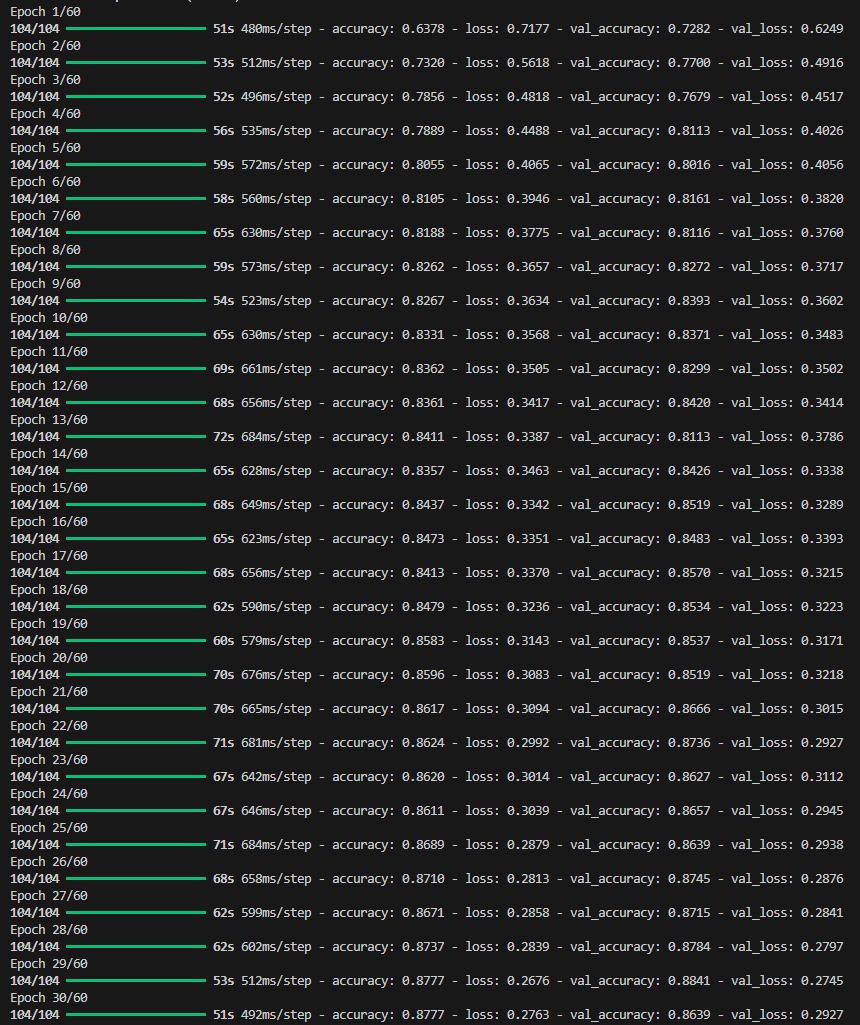 Epoch 1/60
104/104 51s 480ms/step - accuracy: 0.6378 - loss: 0.7177 - val_accuracy: 0.7282 - val_loss: 0.6249
Epoch 2/60
104/104 53s 512ms/step - accuracy: 0.7320 - loss: 0.5618 - val_accuracy: 0.7700 - val_loss: 0.4916
Epoch 3/60
104/104 52s 496ms/step - accuracy: 0.7856 - loss: 0.4818 - val_accuracy: 0.7679 - val_loss: 0.4517
Epoch 4/60
104/104 56s 535ms/step - accuracy: 0.7889 - loss: 0.4488 - val_accuracy: 0.8113 - val_loss: 0.4026
Epoch 5/60
104/104 59s 572ms/step - accuracy: 0.8055 - loss: 0.4065 - val_accuracy: 0.8016 - val_loss: 0.4056
Epoch 6/60
104/104 58s 560ms/step - accuracy: 0.8105 - loss: 0.3946 - val_accuracy: 0.8161 - val_loss: 0.3820
Epoch 7/60
104/104 65s 630ms/step - accuracy: 0.8188 - loss: 0.3775 - val_accuracy: 0.8116 - val_loss: 0.3760
Epoch 8/60
104/104 59s 573ms/step - accuracy: 0.8262 - loss: 0.3657 - val_accuracy: 0.8272 - val_loss: 0.3717
Epoch 9/60
104/104 54s 523ms/step - accuracy: 0.8267 - loss: 0.3634 - val_accuracy: 0.8393 - val_loss: 0.3602
Epoch 10/60
104/104 65s 630ms/step - accuracy: 0.8331 - loss: 0.3568 - val_accuracy: 0.8371 - val_loss: 0.3483
Epoch 11/60
104/104 69s 661ms/step - accuracy: 0.8362 - loss: 0.3505 - val_accuracy: 0.8299 - val_loss: 0.3502
Epoch 12/60
104/104 68s 656ms/step - accuracy: 0.8361 - loss: 0.3417 - val_accuracy: 0.8420 - val_loss: 0.3414
Epoch 13/60
104/104 72s 684ms/step - accuracy: 0.8411 - loss: 0.3387 - val_accuracy: 0.8113 - val_loss: 0.3786
Epoch 14/60
104/104 65s 628ms/step - accuracy: 0.8357 - loss: 0.3463 - val_accuracy: 0.8426 - val_loss: 0.3338
Epoch 15/60
104/104 68s 649ms/step - accuracy: 0.8437 - loss: 0.3342 - val_accuracy: 0.8519 - val_loss: 0.3289
Epoch 16/60
104/104 65s 623ms/step - accuracy: 0.8473 - loss: 0.3351 - val_accuracy: 0.8483 - val_loss: 0.3393
Epoch 17/60
104/104 68s 656ms/step - accuracy: 0.8413 - loss: 0.3370 - val_accuracy: 0.8570 - val_loss: 0.3215
Epoch 18/60
104/104 62s 590ms/step - accuracy: 0.8479 - loss: 0.3236 - val_accuracy: 0.8534 - val_loss: 0.3223
Epoch 19/60
104/104 60s 579ms/step - accuracy: 0.8583 - loss: 0.3143 - val_accuracy: 0.8537 - val_loss: 0.3171
Epoch 20/60
104/104 70s 676ms/step - accuracy: 0.8596 - loss: 0.3083 - val_accuracy: 0.8519 - val_loss: 0.3218
Epoch 21/60
104/104 70s 665ms/step - accuracy: 0.8617 - loss: 0.3094 - val_accuracy: 0.8666 - val_loss: 0.3015
Epoch 22/60
104/104 71s 681ms/step - accuracy: 0.8624 - loss: 0.2992 - val_accuracy: 0.8736 - val_loss: 0.2927
Epoch 23/60
104/104 67s 642ms/step - accuracy: 0.8620 - loss: 0.3014 - val_accuracy: 0.8627 - val_loss: 0.3112
Epoch 24/60
104/104 67s 646ms/step - accuracy: 0.8611 - loss: 0.3039 - val_accuracy: 0.8657 - val_loss: 0.2945
Epoch 25/60
104/104 71s 684ms/step - accuracy: 0.8689 - loss: 0.2879 - val_accuracy: 0.8639 - val_loss: 0.2938
Epoch 26/60
104/104 68s 658ms/step - accuracy: 0.8710 - loss: 0.2813 - val_accuracy: 0.8745 - val_loss: 0.2876
Epoch 27/60
104/104 62s 599ms/step - accuracy: 0.8671 - loss: 0.2858 - val_accuracy: 0.8715 - val_loss: 0.2841
Epoch 28/60
104/104 62s 602ms/step - accuracy: 0.8737 - loss: 0.2839 - val_accuracy: 0.8784 - val_loss: 0.2797
Epoch 29/60
104/104 53s 512ms/step - accuracy: 0.8777 - loss: 0.2676 - val_accuracy: 0.8841 - val_loss: 0.2745
Epoch 30/60
104/104 51s 492ms/step - accuracy: 0.8777 - loss: 0.2763 - val_accuracy: 0.8639 - val_loss: 0.2927